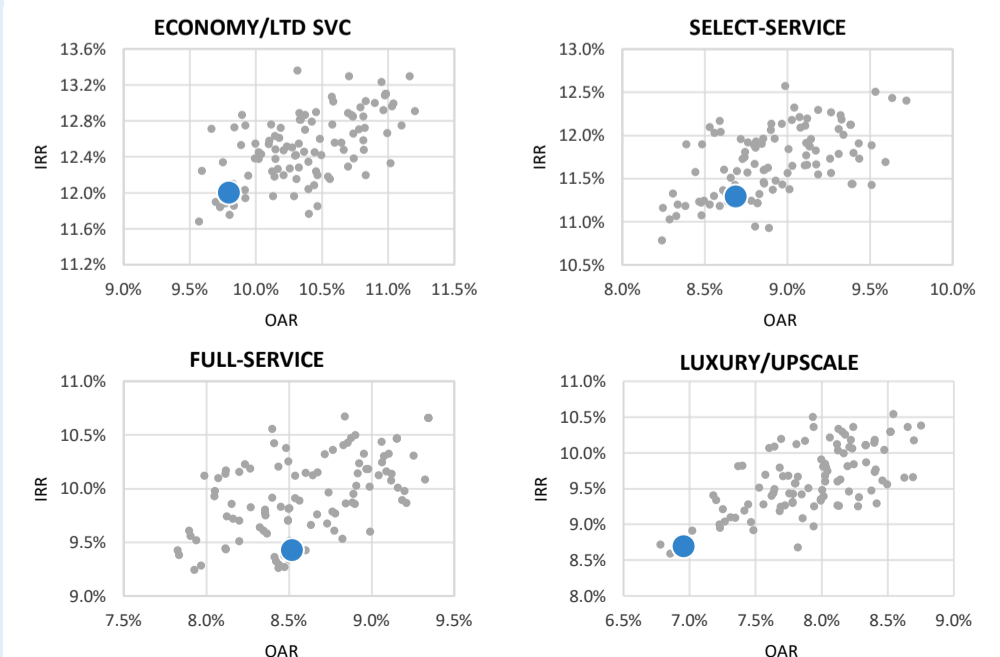 ECONOMY/LTD SVC
13.6%
13.2%
12.8%
12.4%
12.0%
11.6%
11.2%
IRR
9.0% 9.5% 10.0% 10.5% 11.0% 11.5%
OAR
SELECT-SERVICE
13.0%
12.5%
12.0%
11.5%
11.0%
10.5%
IRR
8.0% 8.5% 9.0% 9.5% 10.0%
OAR
FULL-SERVICE
11.0%
10.5%
10.0%
9.5%
9.0%
IRR
7.5% 8.0% 8.5% 9.0% 9.5%
OAR
LUXURY/UPSCALE
11.0%
10.5%
10.0%
9.5%
9.0%
8.5%
8.0%
IRR
6.5% 7.0% 7.5% 8.0% 8.5% 9.0%
OAR